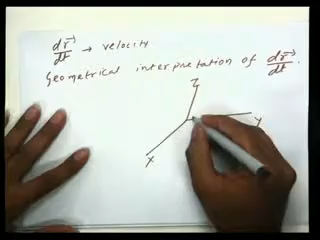 dr⃗/dt → velocity.
Geometrical interpretation of dr⃗/dt.
Z
Y
X